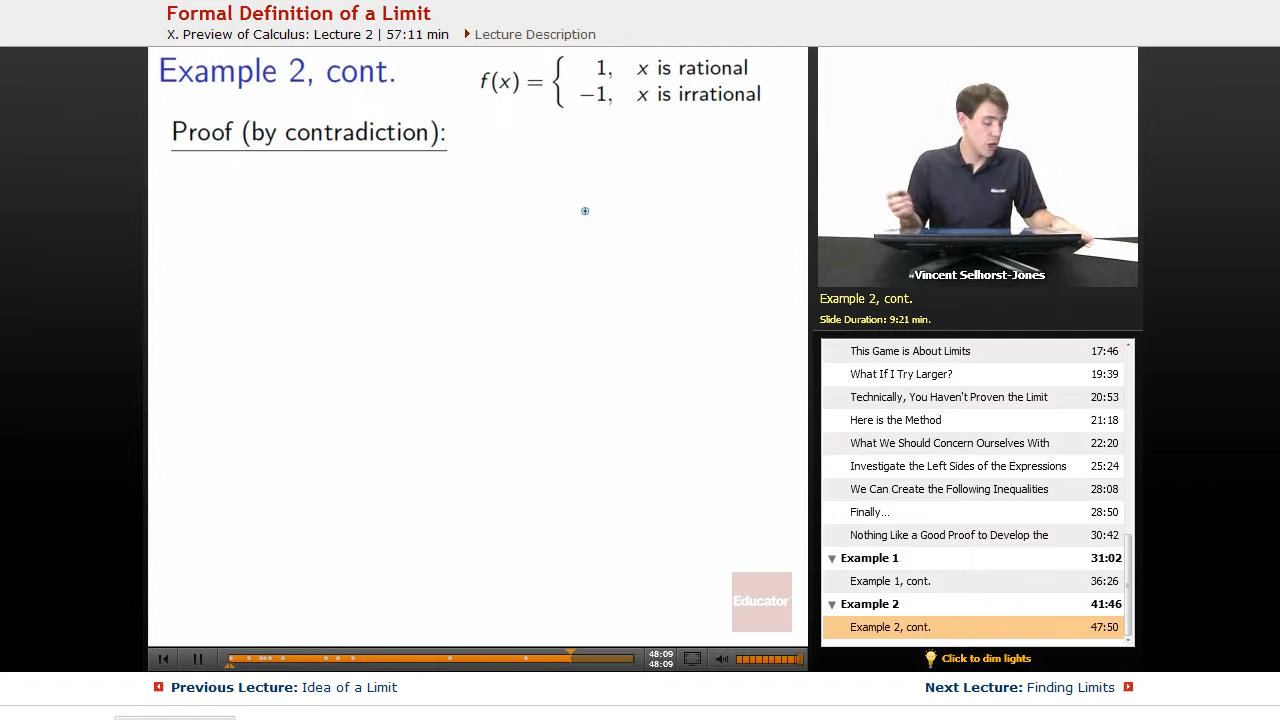 Formal Definition of a Limit
X. Preview of Calculus: Lecture 2 | 57:11 min
Lecture Description
Example 2, cont.
f(x) = { 1, x is rational
−1, x is irrational
Proof (by contradiction):
Educator
Vincent Selhorst-Jones
Example 2, cont.
Slide Duration: 9:21 min.
This Game is About Limits 17:46
What If I Try Larger? 19:39
Technically, You Haven't Proven the Limit 20:53
Here is the Method 21:18
What We Should Concern Ourselves With 22:20
Investigate the Left Sides of the Expressions 25:24
We Can Create the Following Inequalities 28:08
Finally... 28:50
Nothing Like a Good Proof to Develop the 30:42
Example 1 31:02
Example 1, cont. 36:26
Example 2 41:46
Example 2, cont. 47:50
48:09
48:09
Click to dim lights
Previous Lecture: Idea of a Limit
Next Lecture: Finding Limits